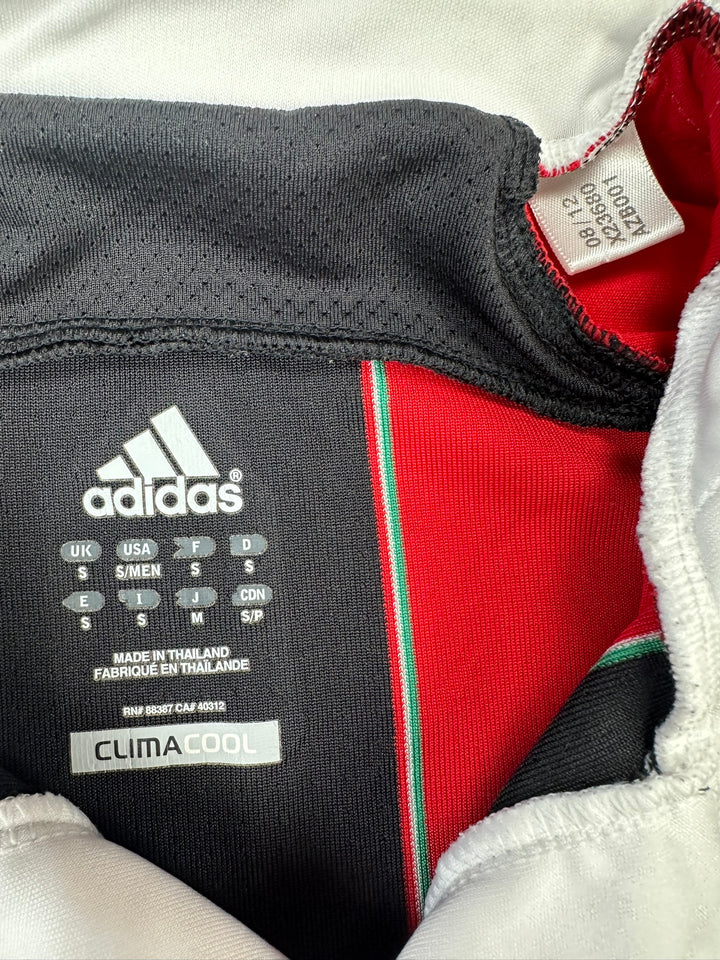 08/12
X23680
AZB001
adidas®
UK USA F D
S S/MEN S S
E I J CDN
S S M S/P
MADE IN THAILAND
FABRIQUÉ EN THAÏLANDE
RN# 88387 CA# 40312
CLIMACOOL